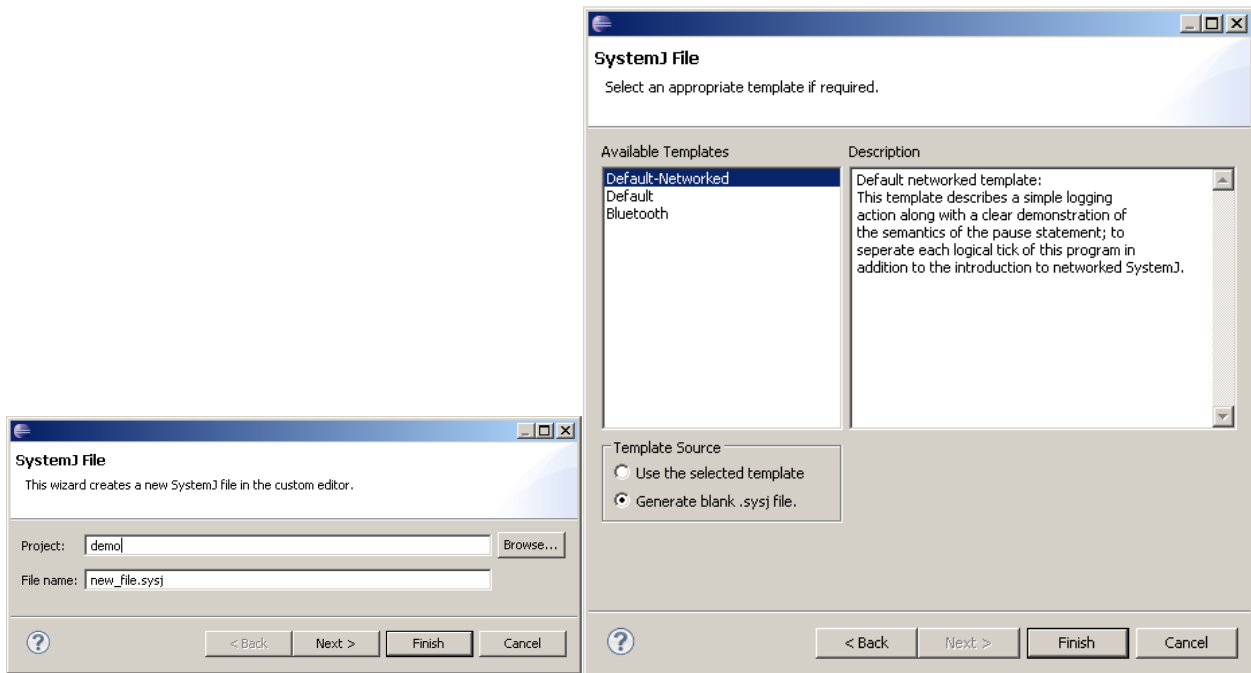 SystemJ File
This wizard creates a new SystemJ file in the custom editor.
Project: demo Browse...
File name: new_file.sysj
? < Back Next > Finish Cancel
SystemJ File
Select an appropriate template if required.
Available Templates
Default-Networked
Default
Bluetooth
Description
Default networked template:
This template describes a simple logging
action along with a clear demonstration of
the semantics of the pause statement; to
seperate each logical tick of this program in
addition to the introduction to networked SystemJ.
Template Source
Use the selected template
Generate blank .sysj file.
? < Back Next > Finish Cancel